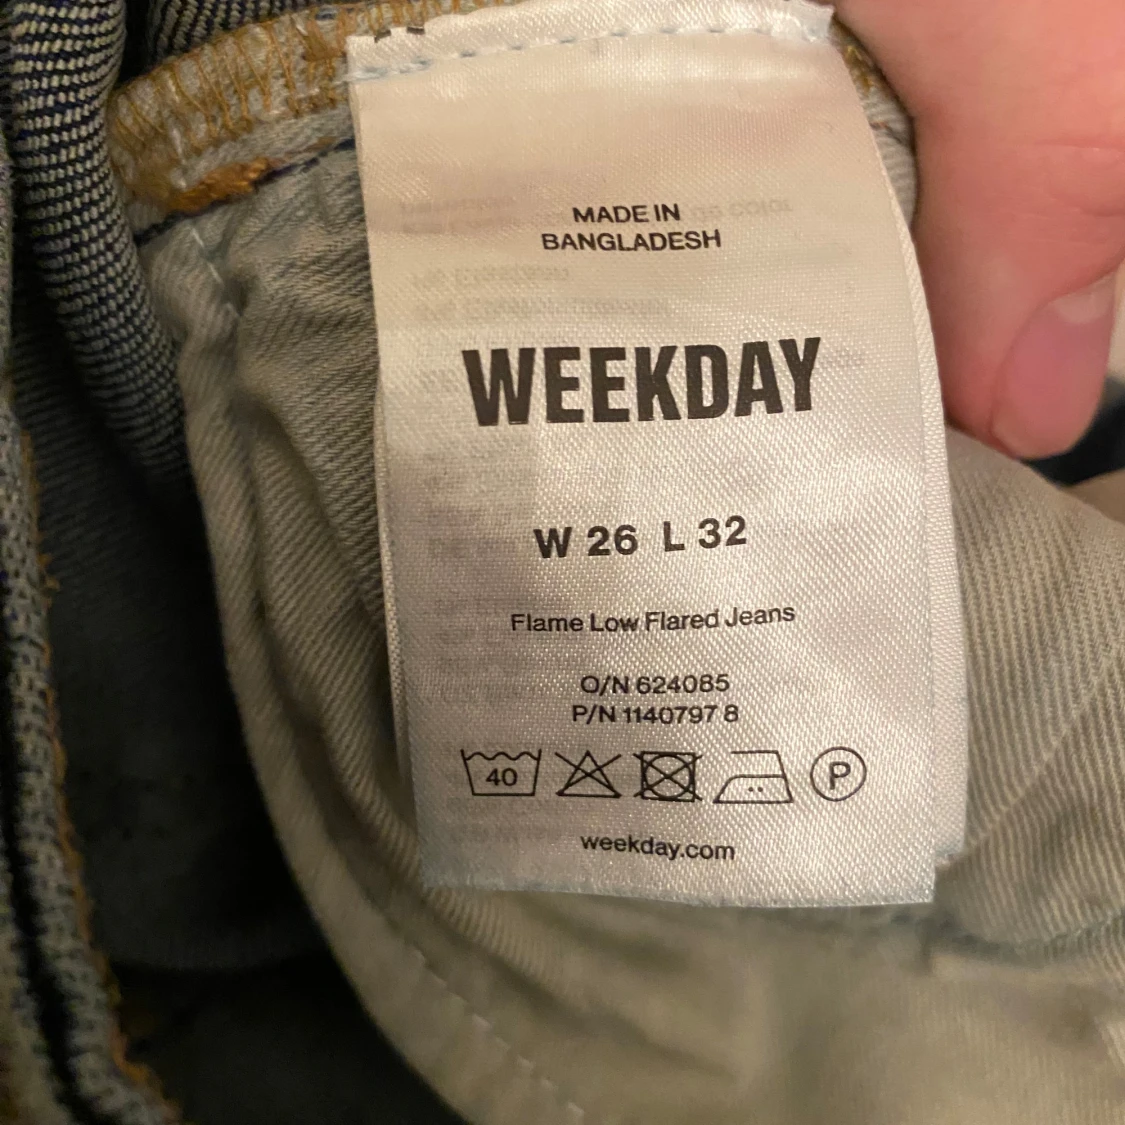 MADE IN
BANGLADESH
WEEKDAY
W 26 L 32
Flame Low Flared Jeans
O/N 624085
P/N 1140797 8
40
P
weekday.com